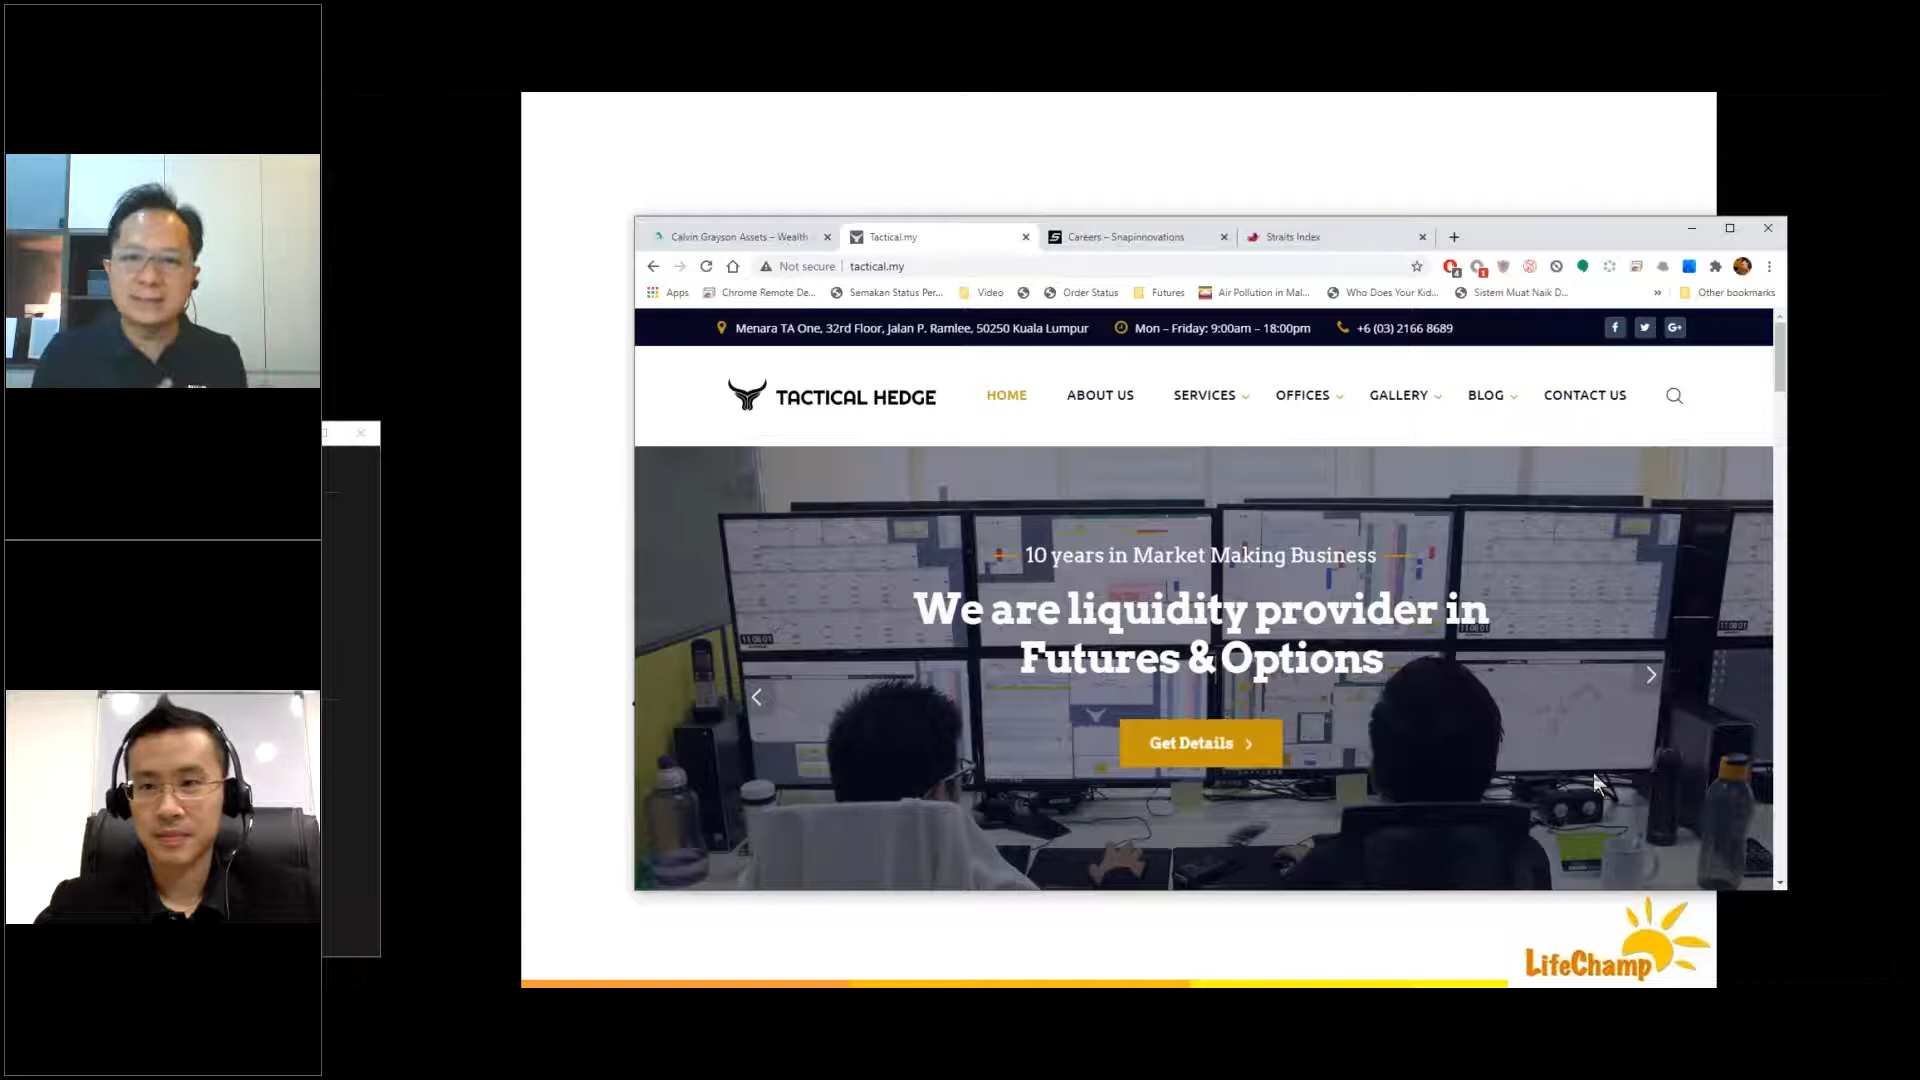 Calvin Grayson Assets – Wealth
Tactical.my
Careers – Snapinnovations
Straits Index
Not secure
tactical.my
Apps
Chrome Remote De...
Semakan Status Per...
Video
Order Status
Futures
Air Pollution in Mal...
Who Does Your Kid...
Sistem Muat Naik D...
»
Other bookmarks
Menara TA One, 32rd Floor, Jalan P. Ramlee, 50250 Kuala Lumpur
Mon – Friday: 9:00am – 18:00pm
+6 (03) 2166 8689
TACTICAL HEDGE
HOME
ABOUT US
SERVICES
OFFICES
GALLERY
BLOG
CONTACT US
10 years in Market Making Business
We are liquidity provider in
Futures & Options
Get Details
LifeChamp